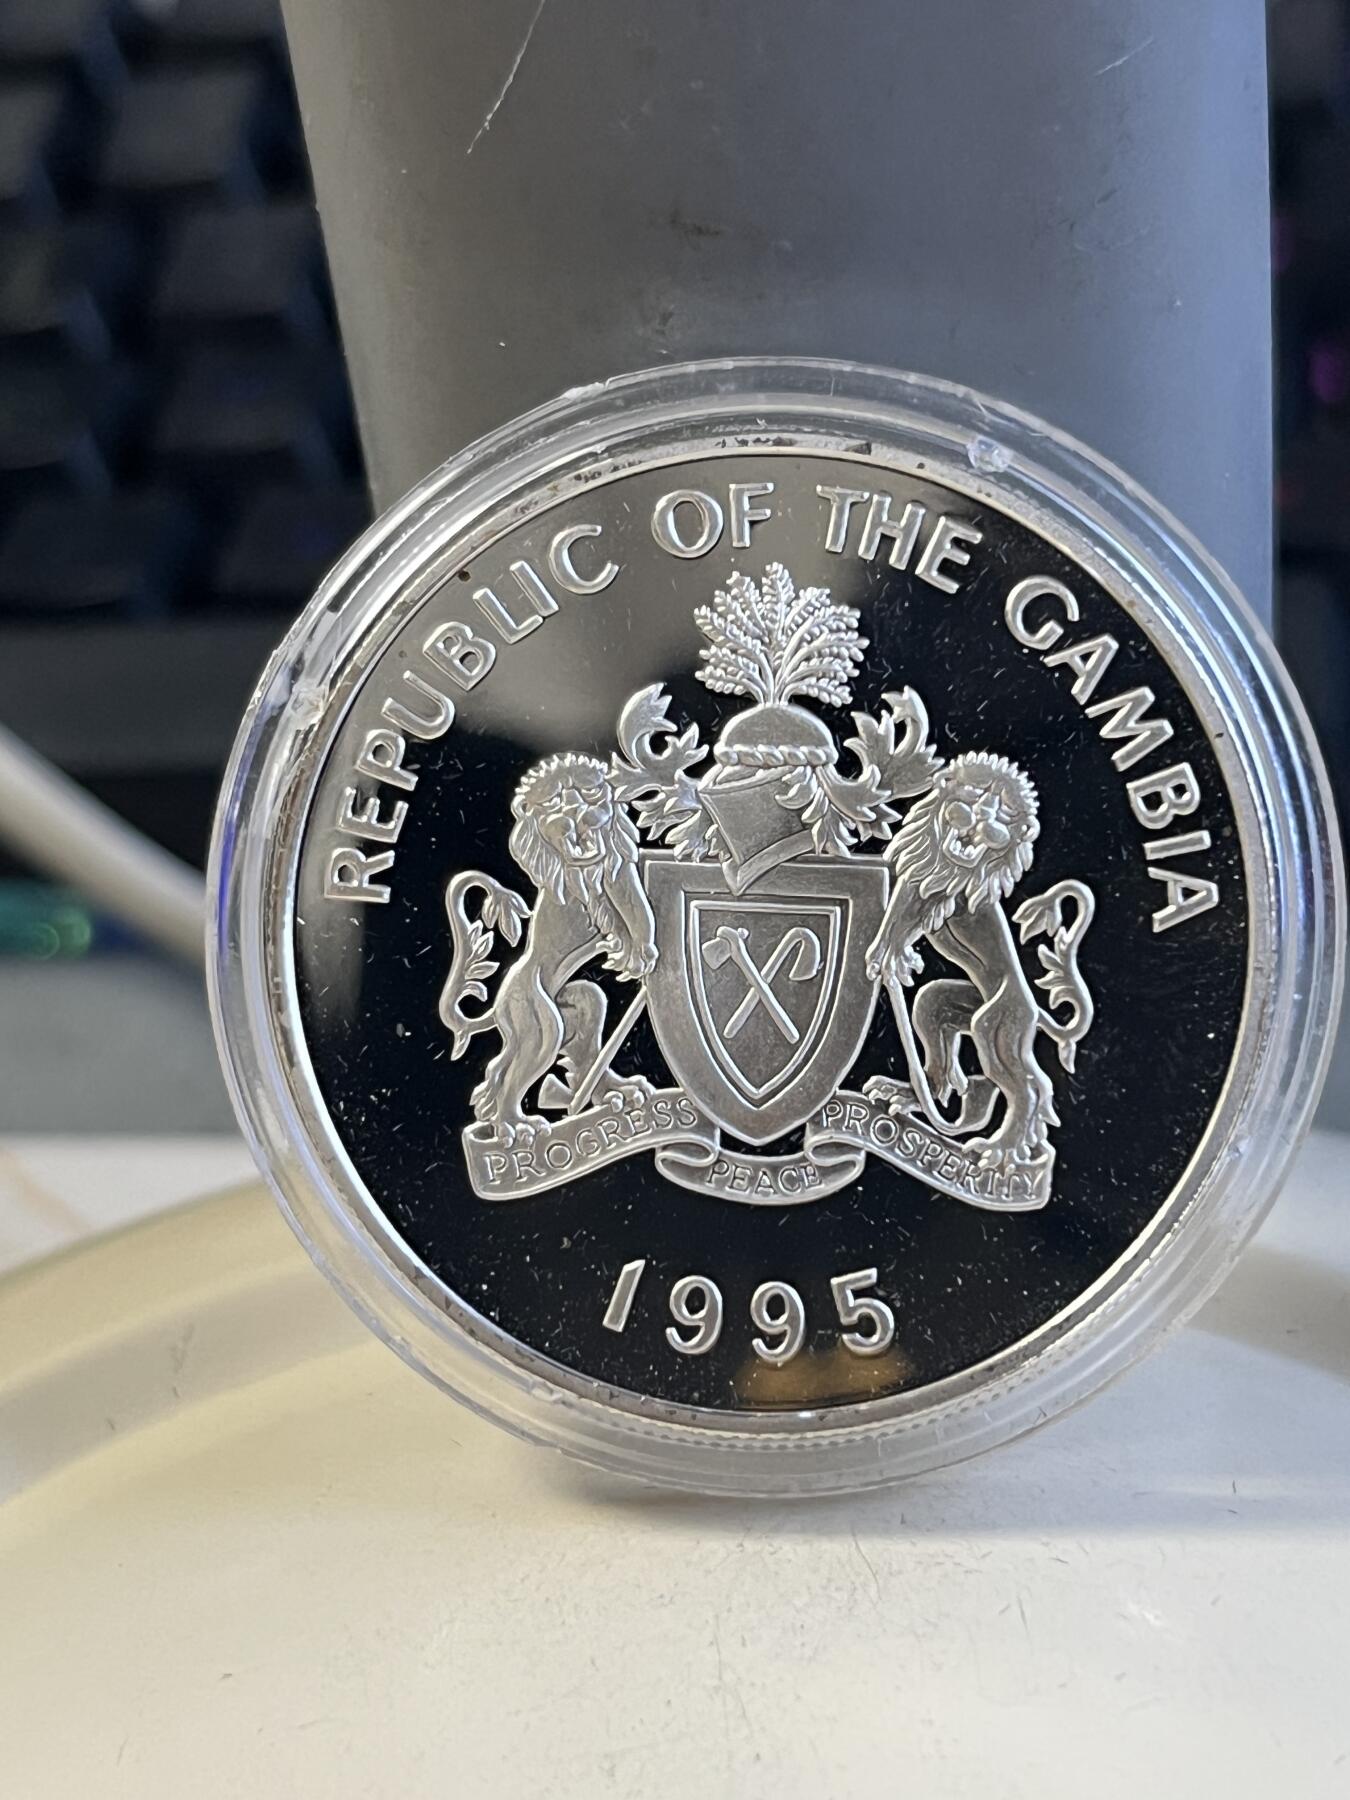 REPUBLIC OF THE GAMBIA
PROGRESS PEACE PROSPERITY
1995